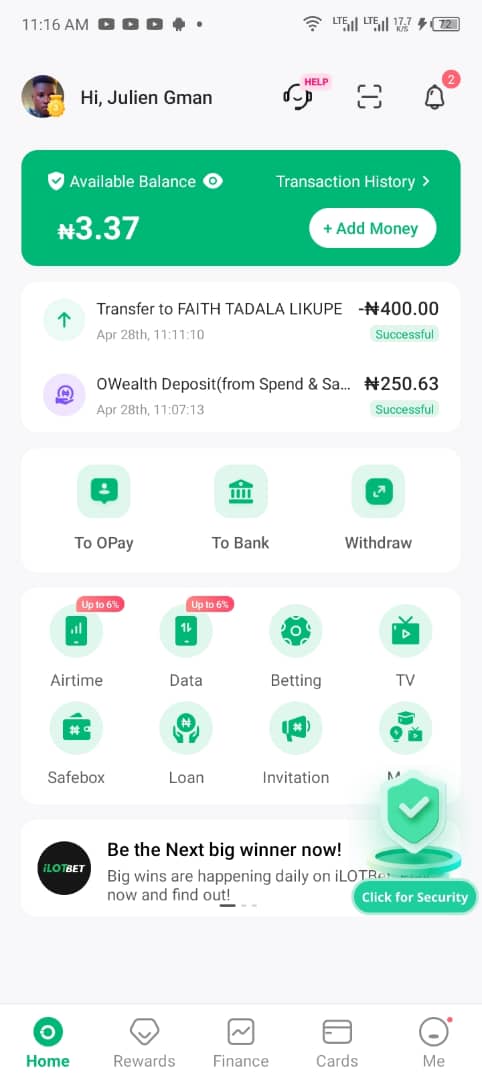 11:16 AM
LTE LTE 17.7 K/S 72
HELP
2
Hi, Julien Gman
Available Balance
Transaction History >
₦3.37
+ Add Money
Transfer to FAITH TADALA LIKUPE -₦400.00
Apr 28th, 11:11:10 Successful
OWealth Deposit(from Spend & Sa... ₦250.63
Apr 28th, 11:07:13 Successful
To OPay To Bank Withdraw
Up to 6% Up to 6%
Airtime Data Betting TV
Safebox Loan Invitation
iLOTBET
Be the Next big winner now!
Big wins are happening daily on
now and find out!
Click for Security
Home Rewards Finance Cards Me